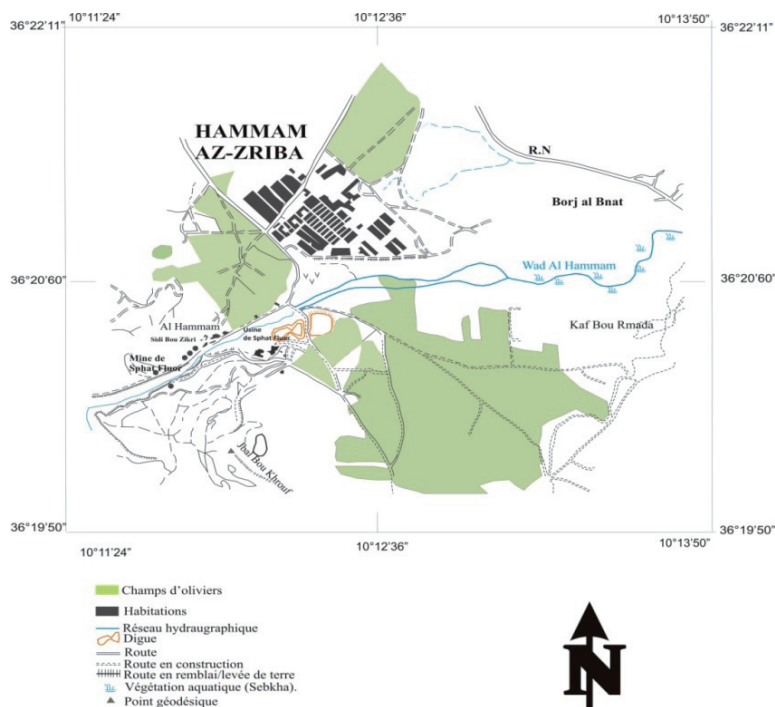 10°11'24"
10°12'36"
10°13'50"
36°22'11"
36°22'11"
HAMMAM
AZ-ZRIBA
R.N
Borj al Bnat
Wad Al Hammam
36°20'60"
36°20'60"
Kaf Bou Rmada
Al Hammam
Sidi Bou Zikri
Usine
de Sphat Fluor
Mine de
Sphat Fluor
Jbal Bou Khrouf
36°19'50"
36°19'50"
10°11'24"
10°12'36"
10°13'50"
Champs d'oliviers
Habitations
Réseau hydraugraphique
Digue
Route
Route en construction
Route en remblai/levée de terre
Végétation aquatique (Sebkha).
Point géodésique
N